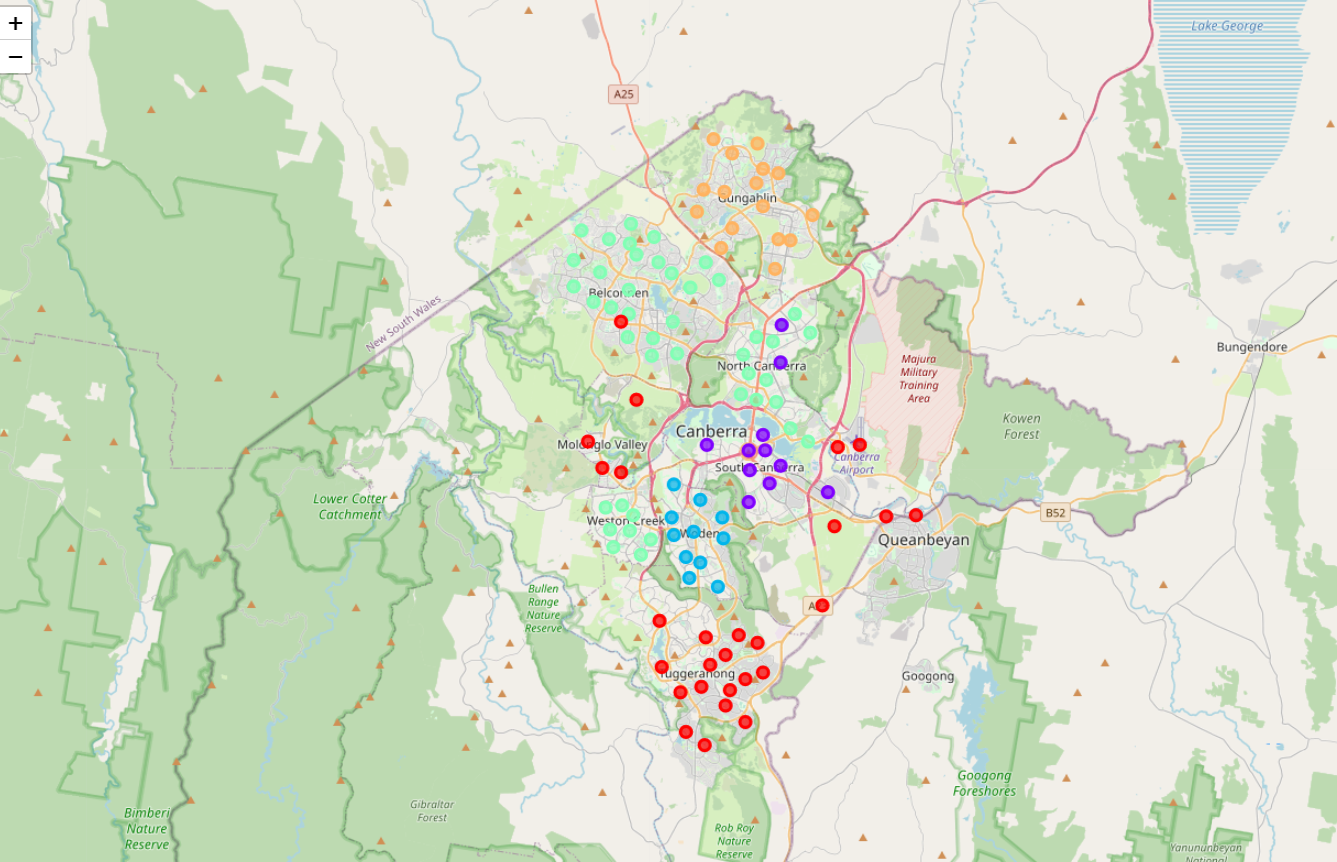 +
−
Lake George
A25
Gungahlin
New South Wales
Belconnen
Bungendore
Majura
Military
Training
Area
North Canberra
Kowen
Forest
Canberra
Molonglo Valley
Canberra
Airport
South Canberra
Lower Cotter
Catchment
B52
Weston Creek
Woden
Queanbeyan
Bullen
Range
Nature
Reserve
Tuggeranong
Googong
Googong
Foreshores
Gibraltar
Forest
Bimberi
Nature
Reserve
Rob Roy
Nature
Reserve
Yanununbeyan
National